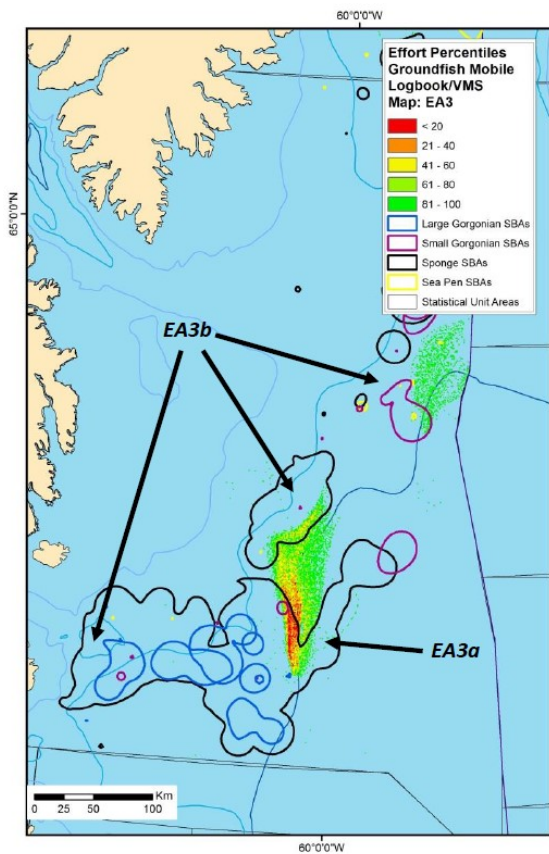 60°0'0"W
Effort Percentiles
Groundfish Mobile
Logbook/VMS
Map: EA3
< 20
21 - 40
41 - 60
61 - 80
81 - 100
Large Gorgonian SBAs
Small Gorgonian SBAs
Sponge SBAs
Sea Pen SBAs
Statistical Unit Areas
65°0'0"N
EA3b
EA3a
Km
0 25 50 100
60°0'0"W